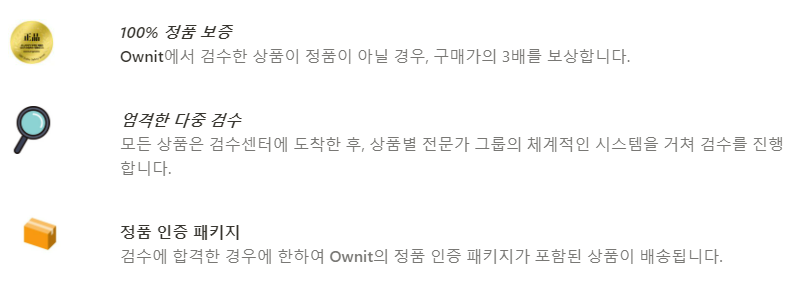 正品
100% 정품 보증
Ownit에서 검수한 상품이 정품이 아닐 경우, 구매가의 3배를 보상합니다.
엄격한 다중 검수
모든 상품은 검수센터에 도착한 후, 상품별 전문가 그룹의 체계적인 시스템을 거쳐 검수를 진행
합니다.
정품 인증 패키지
검수에 합격한 경우에 한하여 Ownit의 정품 인증 패키지가 포함된 상품이 배송됩니다.